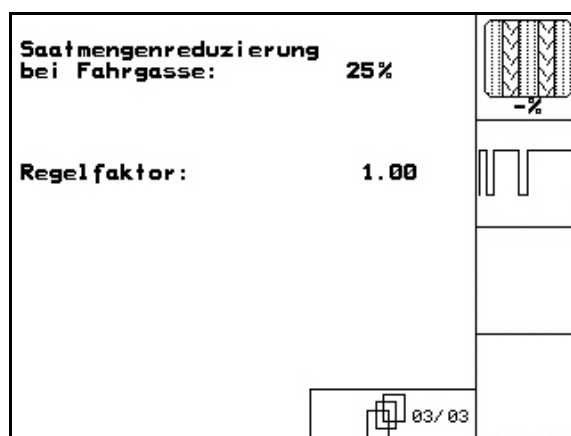 Saatmengenreduzierung
bei Fahrgasse: 25%
-%
Regelfaktor: 1.00
03/03